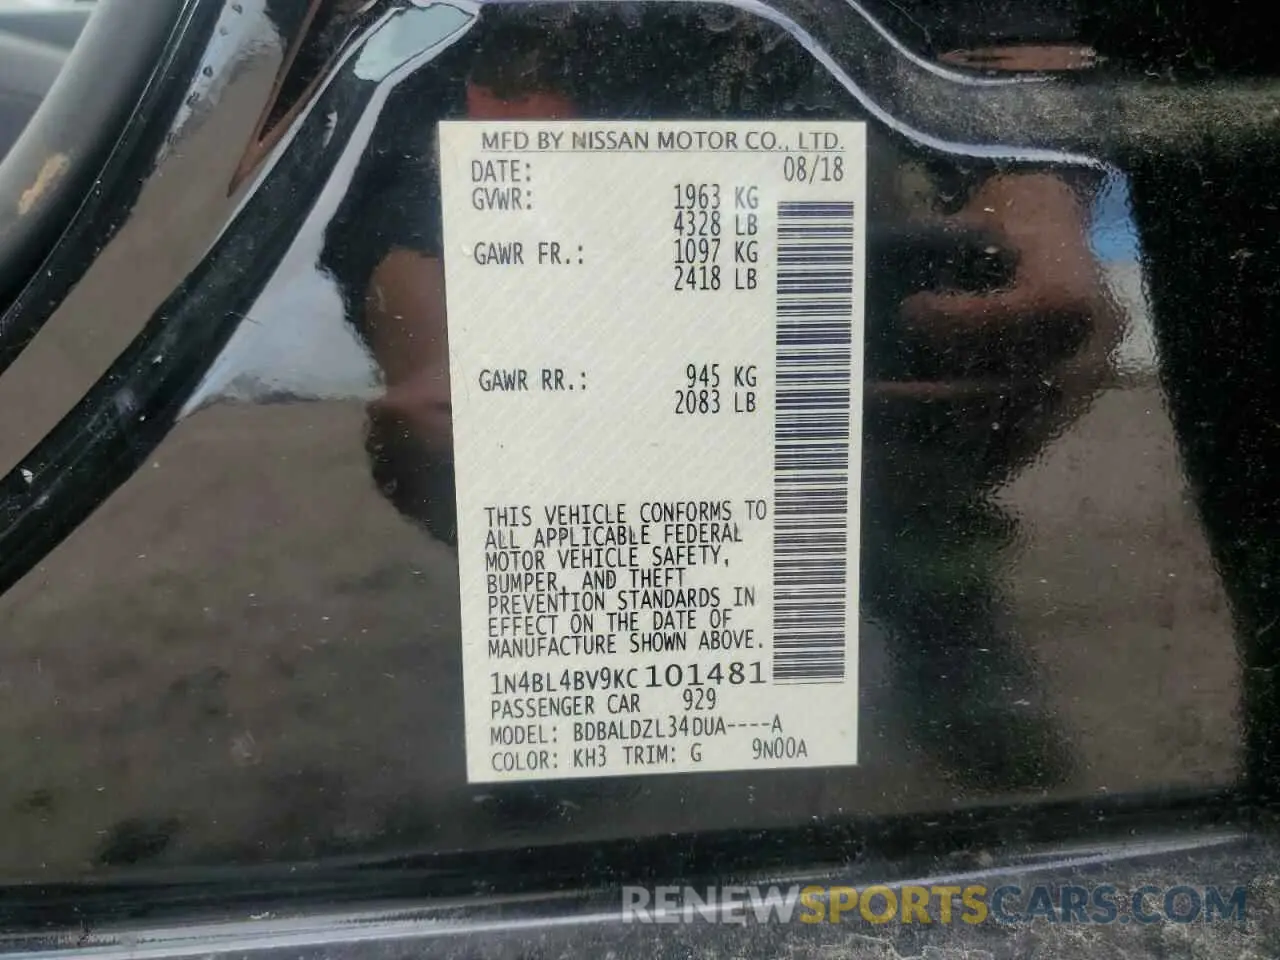 MFD BY NISSAN MOTOR CO., LTD.
DATE: 08/18
GVWR: 1963 KG
4328 LB
GAWR FR.: 1097 KG
2418 LB
GAWR RR.: 945 KG
2083 LB
THIS VEHICLE CONFORMS TO
ALL APPLICABLE FEDERAL
MOTOR VEHICLE SAFETY,
BUMPER, AND THEFT
PREVENTION STANDARDS IN
EFFECT ON THE DATE OF
MANUFACTURE SHOWN ABOVE.
1N4BL4BV9KC101481
PASSENGER CAR 929
MODEL: BDBALDZL34DUA----A
COLOR: KH3 TRIM: G 9N00A
RENEWSPORTSCARS.COM